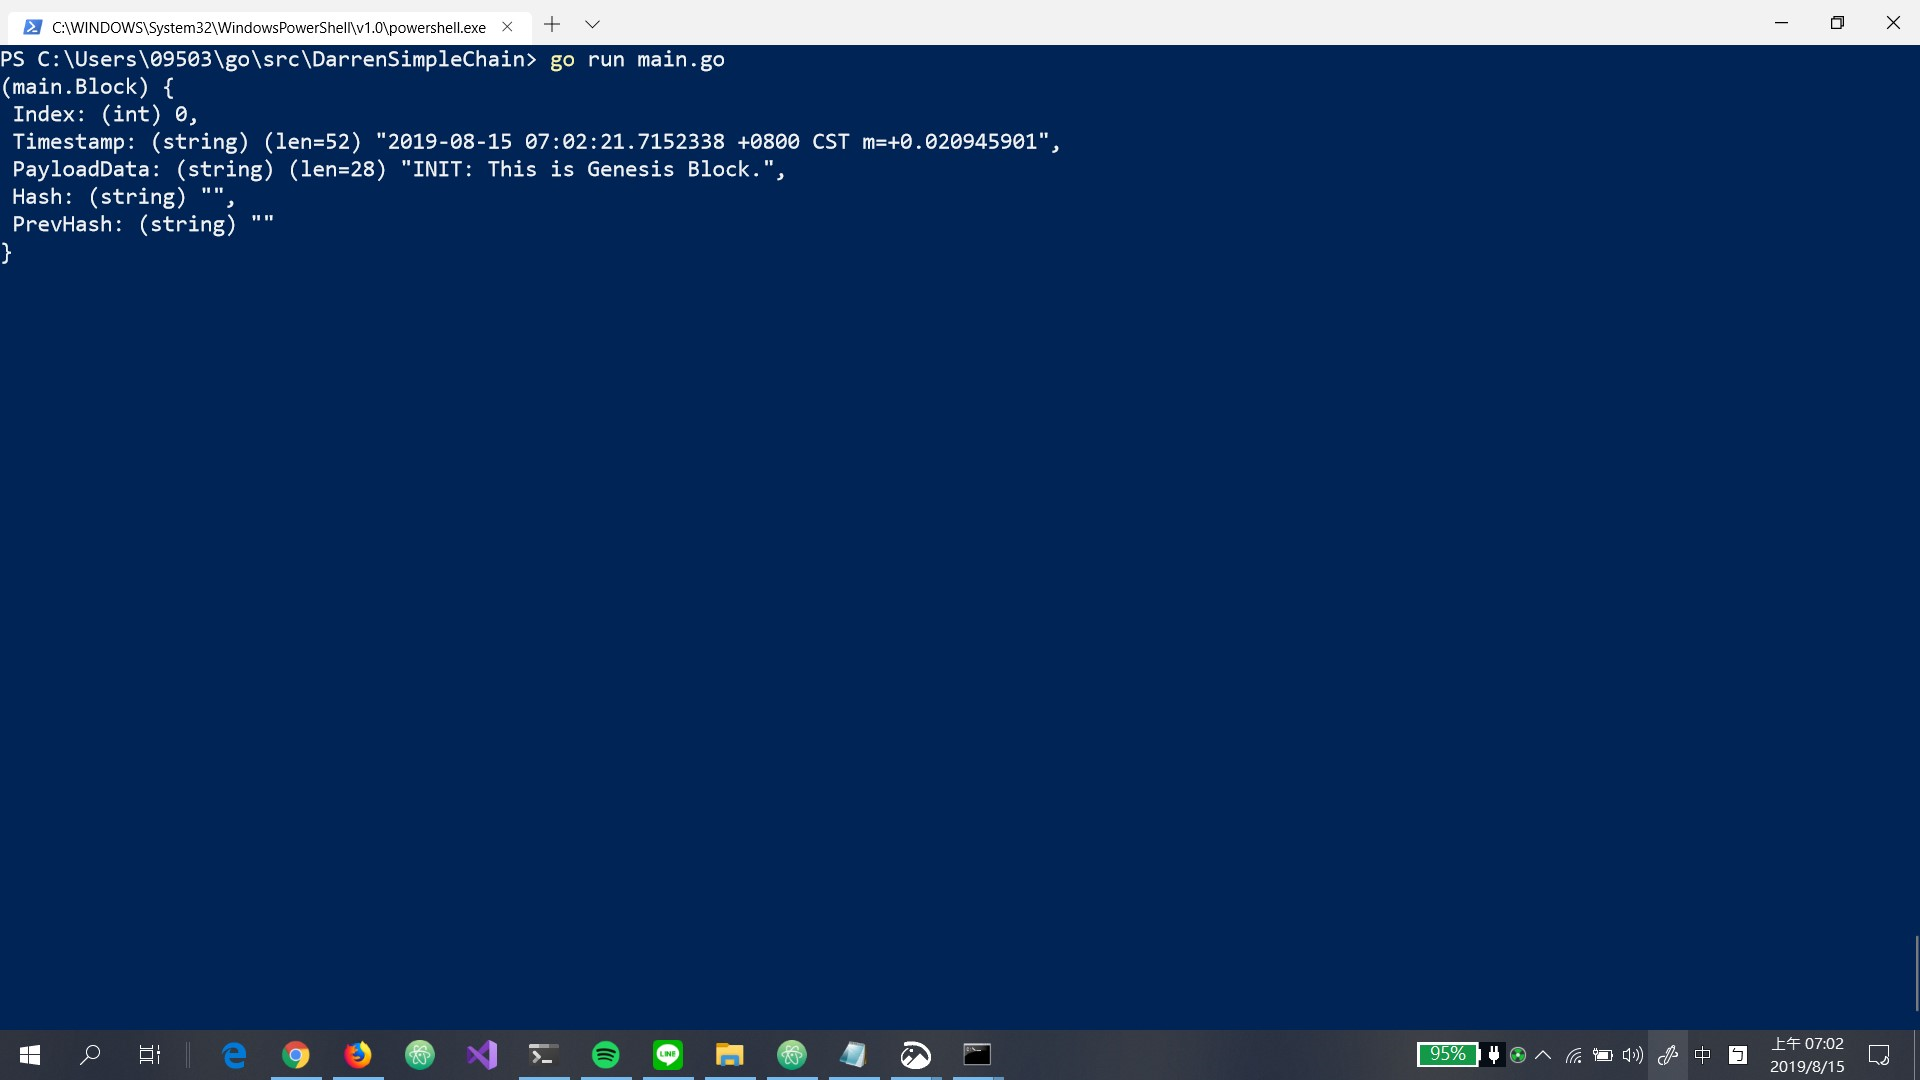 C:\WINDOWS\System32\WindowsPowerShell\v1.0\powershell.exe
PS C:\Users\09503\go\src\DarrenSimpleChain> go run main.go
(main.Block) {
 Index: (int) 0,
 Timestamp: (string) (len=52) "2019-08-15 07:02:21.7152338 +0800 CST m=+0.020945901",
 PayloadData: (string) (len=28) "INIT: This is Genesis Block.",
 Hash: (string) "",
 PrevHash: (string) ""
}
LINE
95%
中
ㄅ
上午 07:02
2019/8/15